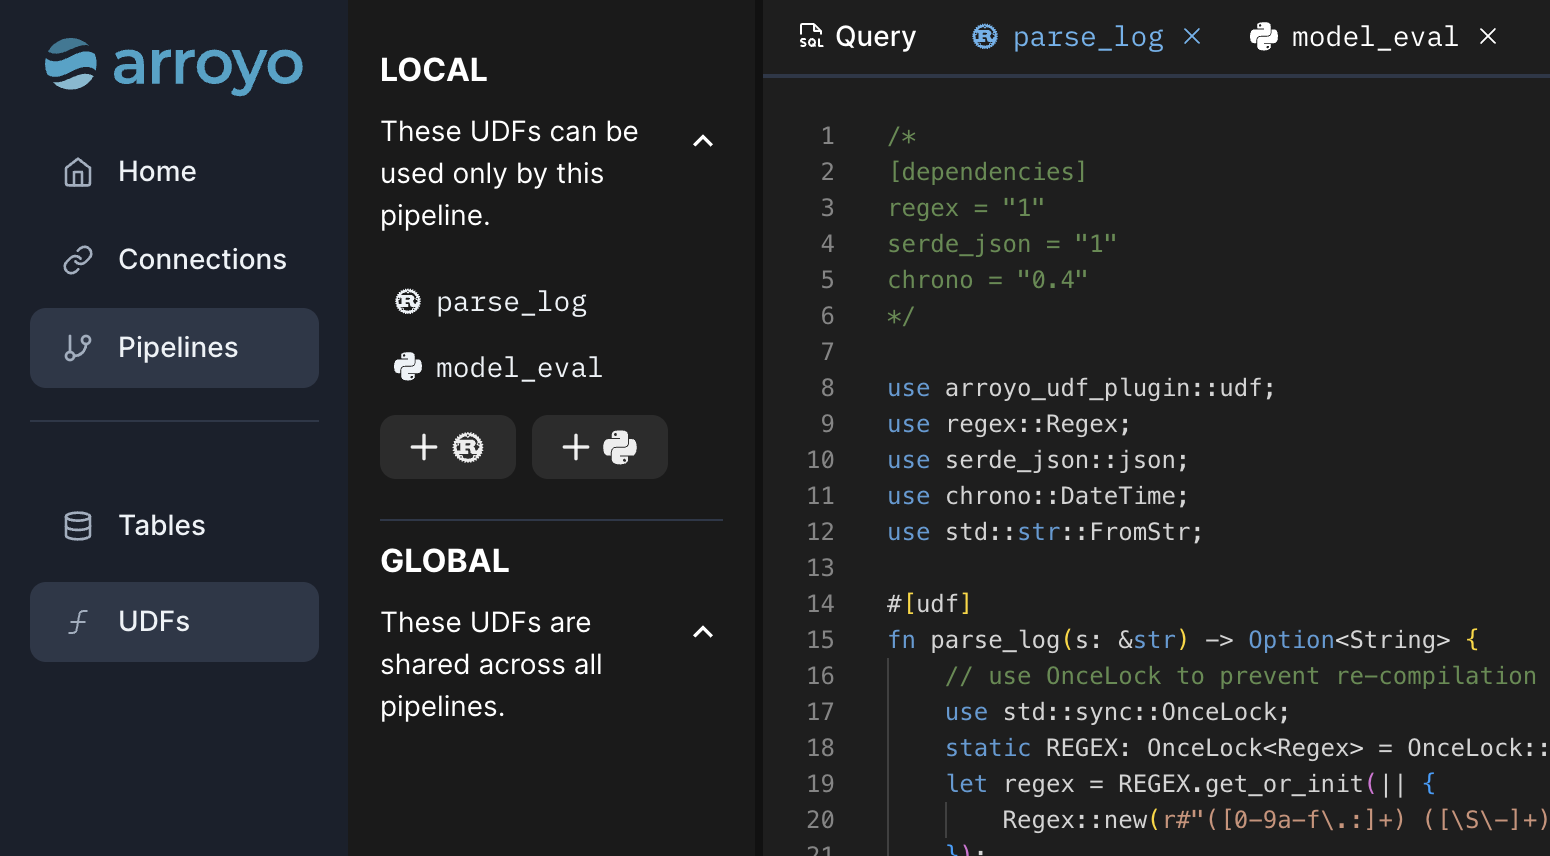 arroyo
Home
Connections
Pipelines
Tables
UDFs
LOCAL
These UDFs can be
used only by this
pipeline.
parse_log
model_eval
GLOBAL
These UDFs are
shared across all
pipelines.
SQL Query parse_log × model_eval ×
1 /*
2 [dependencies]
3 regex = "1"
4 serde_json = "1"
5 chrono = "0.4"
6 */
7
8 use arroyo_udf_plugin::udf;
9 use regex::Regex;
10 use serde_json::json;
11 use chrono::DateTime;
12 use std::str::FromStr;
13
14 #[udf]
15 fn parse_log(s: &str) -> Option<String> {
16 // use OnceLock to prevent re-compilation
17 use std::sync::OnceLock;
18 static REGEX: OnceLock<Regex> = OnceLock::
19 let regex = REGEX.get_or_init(|| {
20 Regex::new(r#"([0-9a-f\.:]+) ([\S\-]+)
21 });